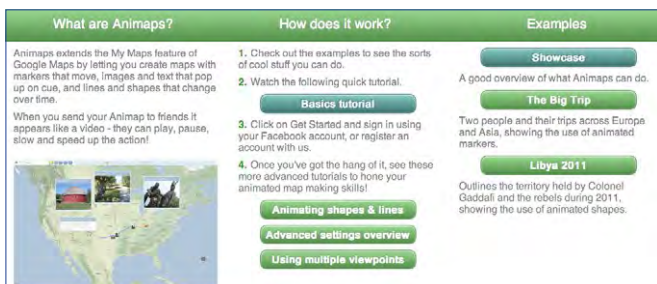 What are Animaps?
Animaps extends the My Maps feature of
Google Maps by letting you create maps with
markers that move, images and text that pop
up on cue, and lines and shapes that change
over time.
When you send your Animap to friends it
appears like a video - they can play, pause,
slow and speed up the action!
How does it work?
1. Check out the examples to see the sorts
of cool stuff you can do.
2. Watch the following quick tutorial.
Basics tutorial
3. Click on Get Started and sign in using
your Facebook account, or register an
account with us.
4. Once you've got the hang of it, see these
more advanced tutorials to hone your
animated map making skills!
Animating shapes & lines
Advanced settings overview
Using multiple viewpoints
Examples
Showcase
A good overview of what Animaps can do.
The Big Trip
Two people and their trips across Europe
and Asia, showing the use of animated
markers.
Libya 2011
Outlines the territory held by Colonel
Gaddafi and the rebels during 2011,
showing the use of animated shapes.